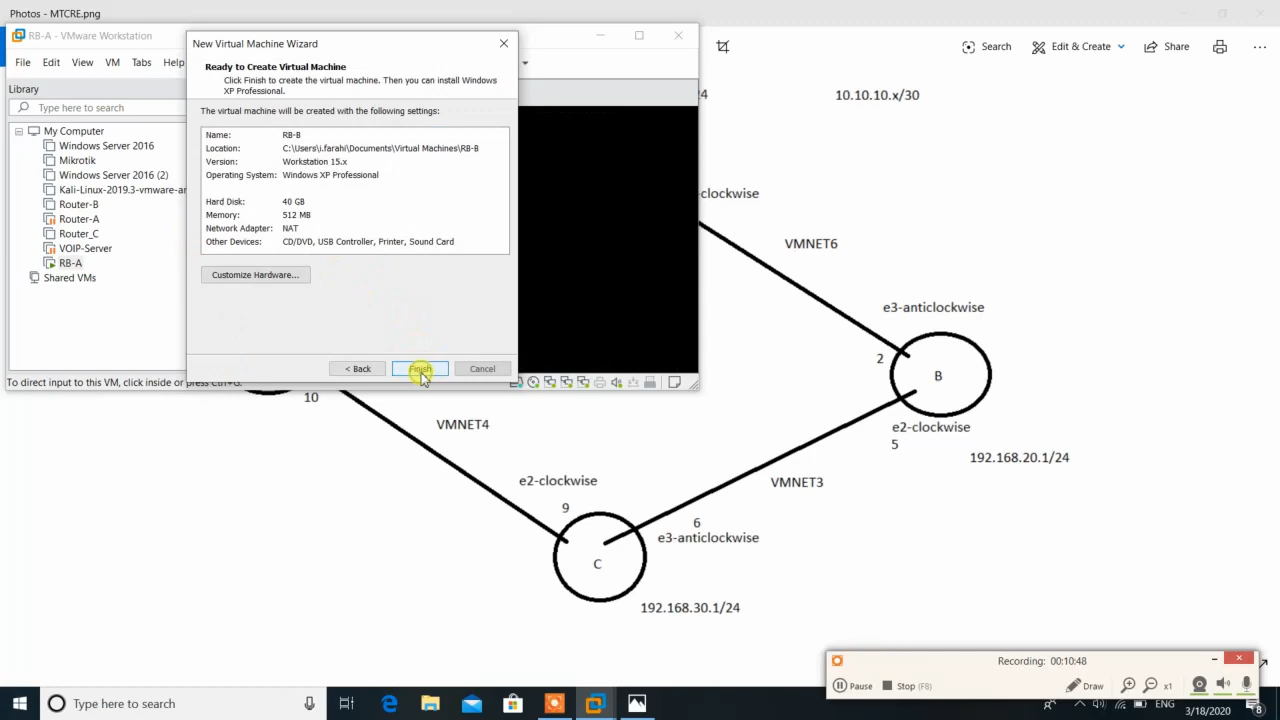 Photos - MTCRE.png
RB-A - VMware Workstation
File Edit View VM Tabs Help
Library
Type here to search
My Computer
Windows Server 2016
Mikrotik
Windows Server 2016 (2)
Kali-Linux-2019.3-vmware-ar
Router-B
Router-A
Router_C
VOIP-Server
RB-A
Shared VMs
To direct input to this VM, click inside or press Ctrl+G.
New Virtual Machine Wizard
Ready to Create Virtual Machine
Click Finish to create the virtual machine. Then you can install Windows
XP Professional.
The virtual machine will be created with the following settings:
Name: RB-B
Location: C:\Users\i.farahi\Documents\Virtual Machines\RB-B
Version: Workstation 15.x
Operating System: Windows XP Professional
Hard Disk: 40 GB
Memory: 512 MB
Network Adapter: NAT
Other Devices: CD/DVD, USB Controller, Printer, Sound Card
Customize Hardware...
< Back Finish Cancel
Search Edit & Create Share
24 10.10.10.x/30
-clockwise
VMNET6
e3-anticlockwise
2
B
e2-clockwise
5
192.168.20.1/24
10
VMNET4
e2-clockwise
9
VMNET3
6
e3-anticlockwise
C
192.168.30.1/24
Recording: 00:10:48
Pause Stop (F8) Draw x1
Type here to search
ENG
3/18/2020
8